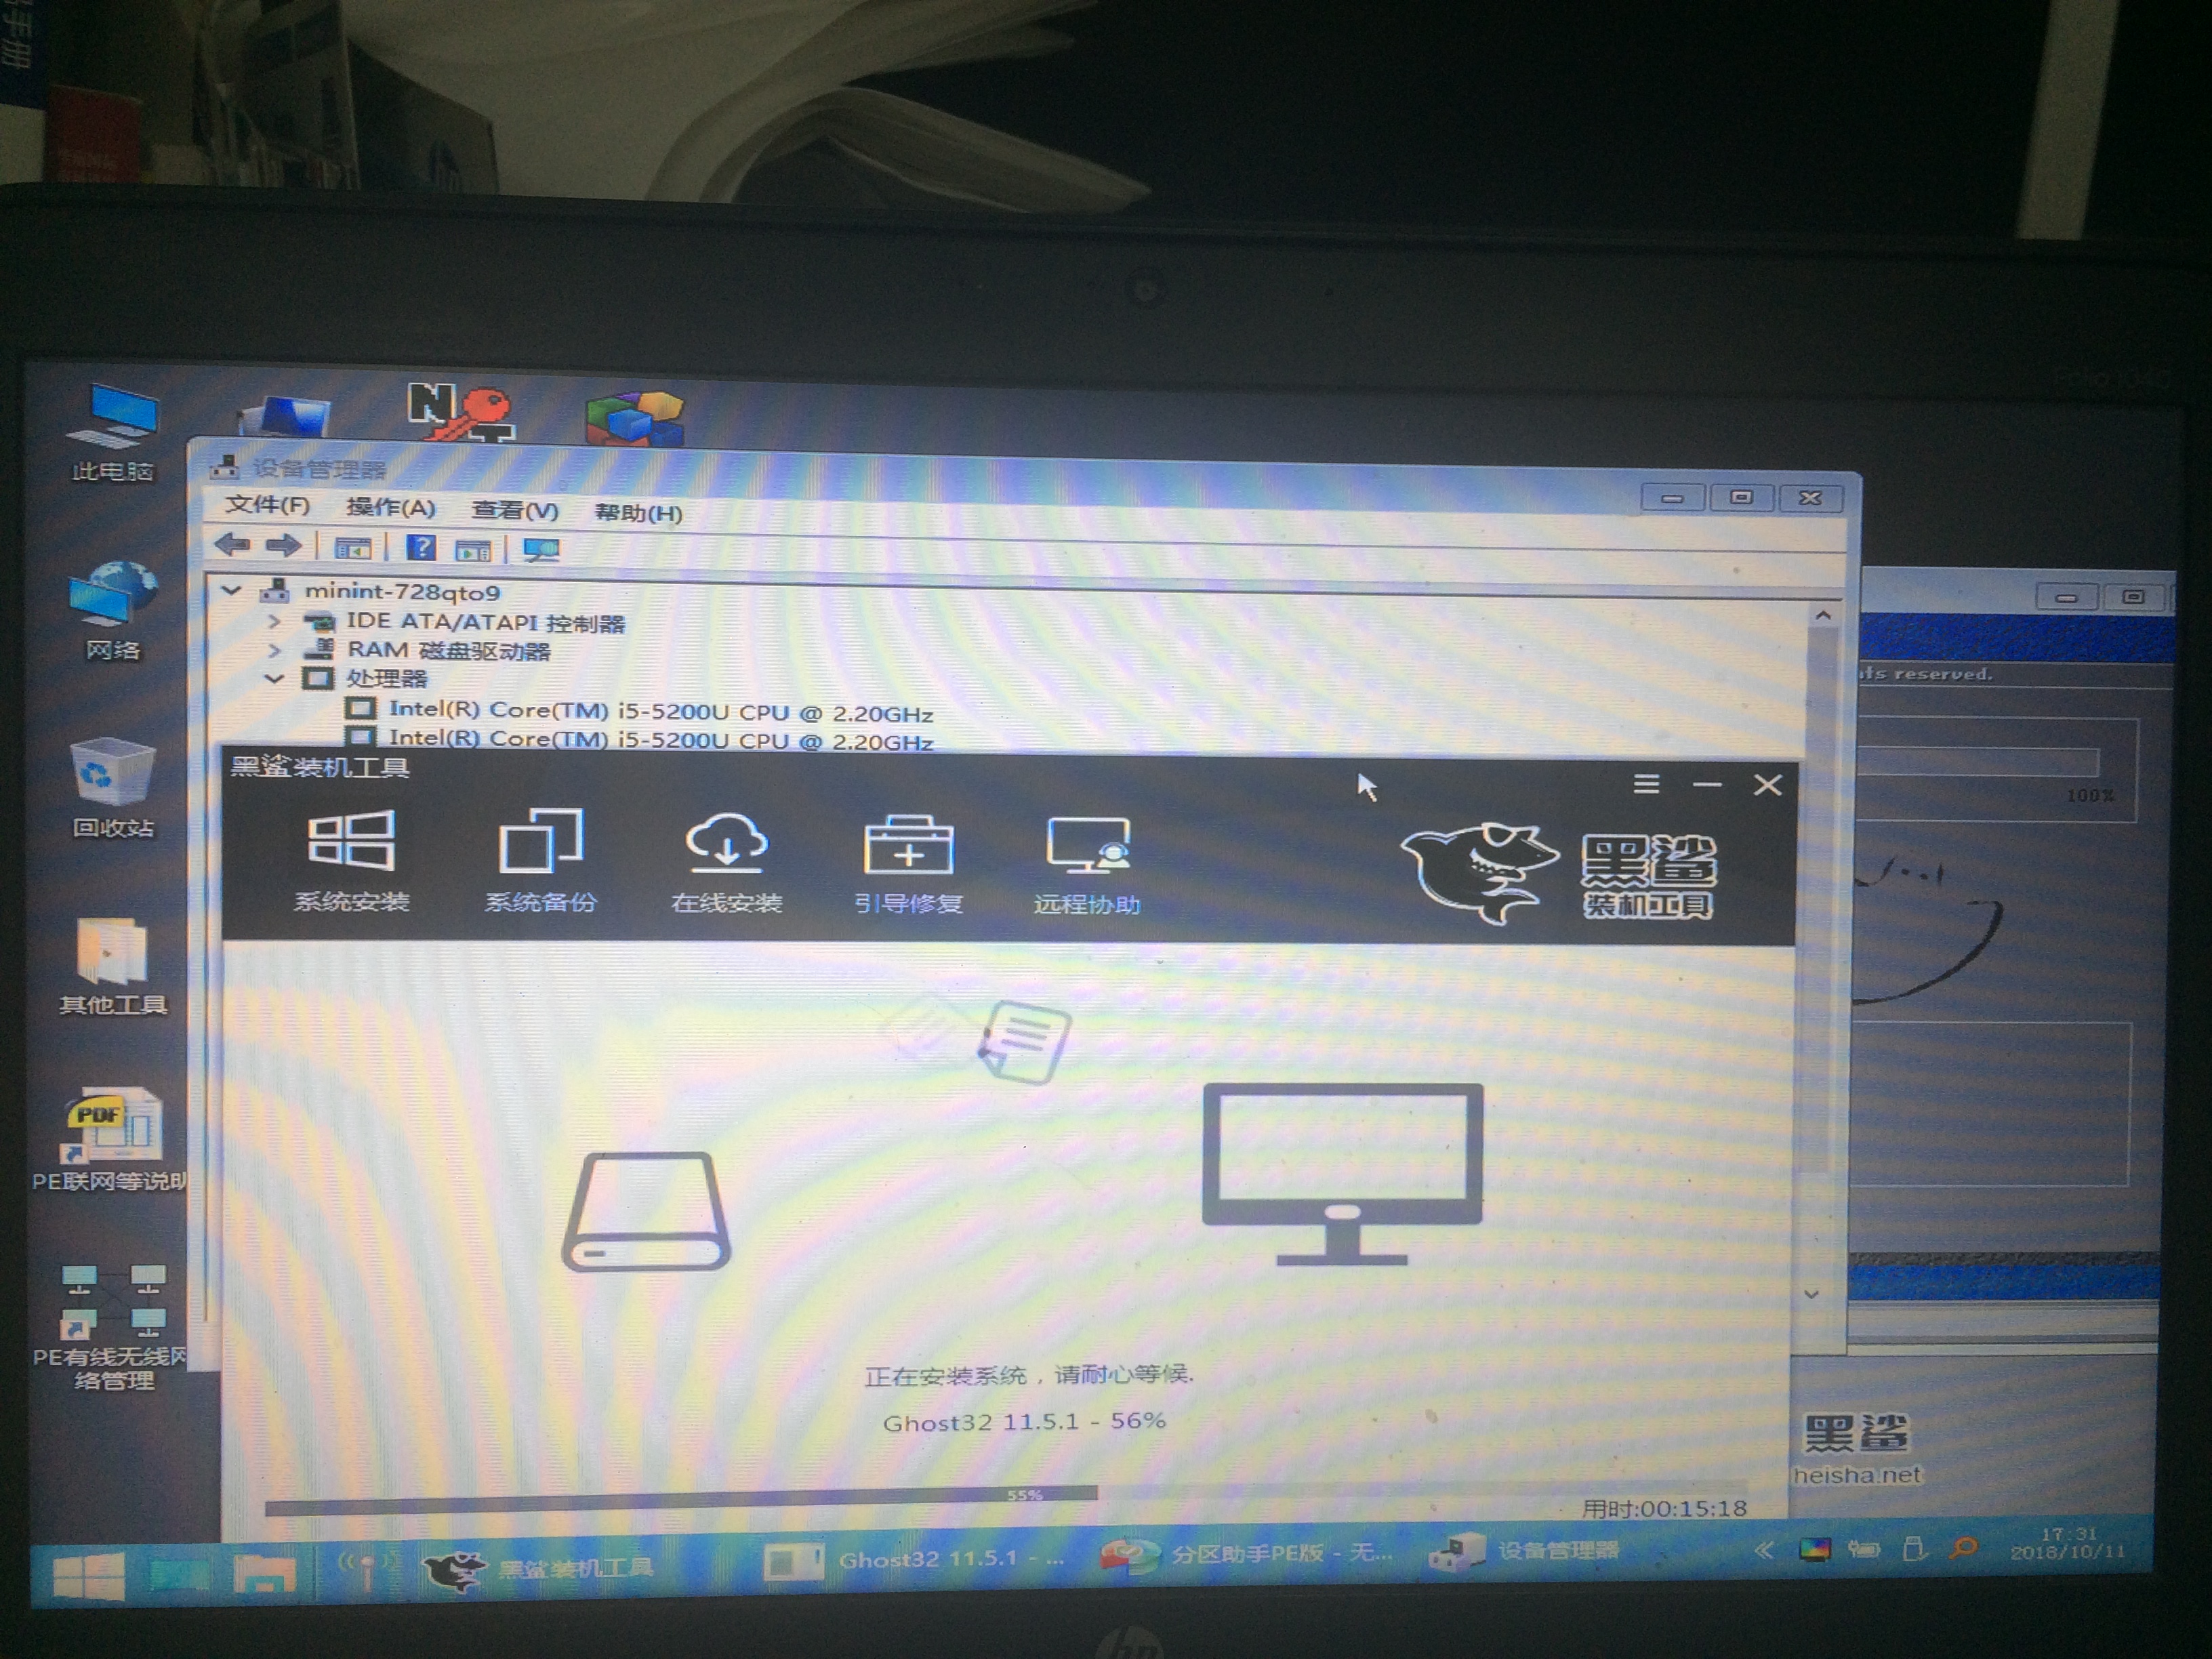 手册
hp
此电脑
网络
回收站
其他工具
PDF
PE联网等说明
PE有线无线网
络管理
N
T
设备管理器
文件(F) 操作(A) 查看(V) 帮助(H)
minint-728qto9
IDE ATA/ATAPI 控制器
RAM 磁盘驱动器
处理器
Intel(R) Core(TM) i5-5200U CPU @ 2.20GHz
Intel(R) Core(TM) i5-5200U CPU @ 2.20GHz
reserved.
100%
黑鲨装机工具
系统安装 系统备份 在线安装 引导修复 远程协助
黑鲨
装机工具
正在安装系统，请耐心等候.
Ghost32 11.5.1 - 56%
55%
用时:00:15:18
黑鲨
heisha.net
黑鲨装机工具 Ghost32 11.5.1 - ... 分区助手PE版 - 无... 设备管理器
17:31
2018/10/11
hp